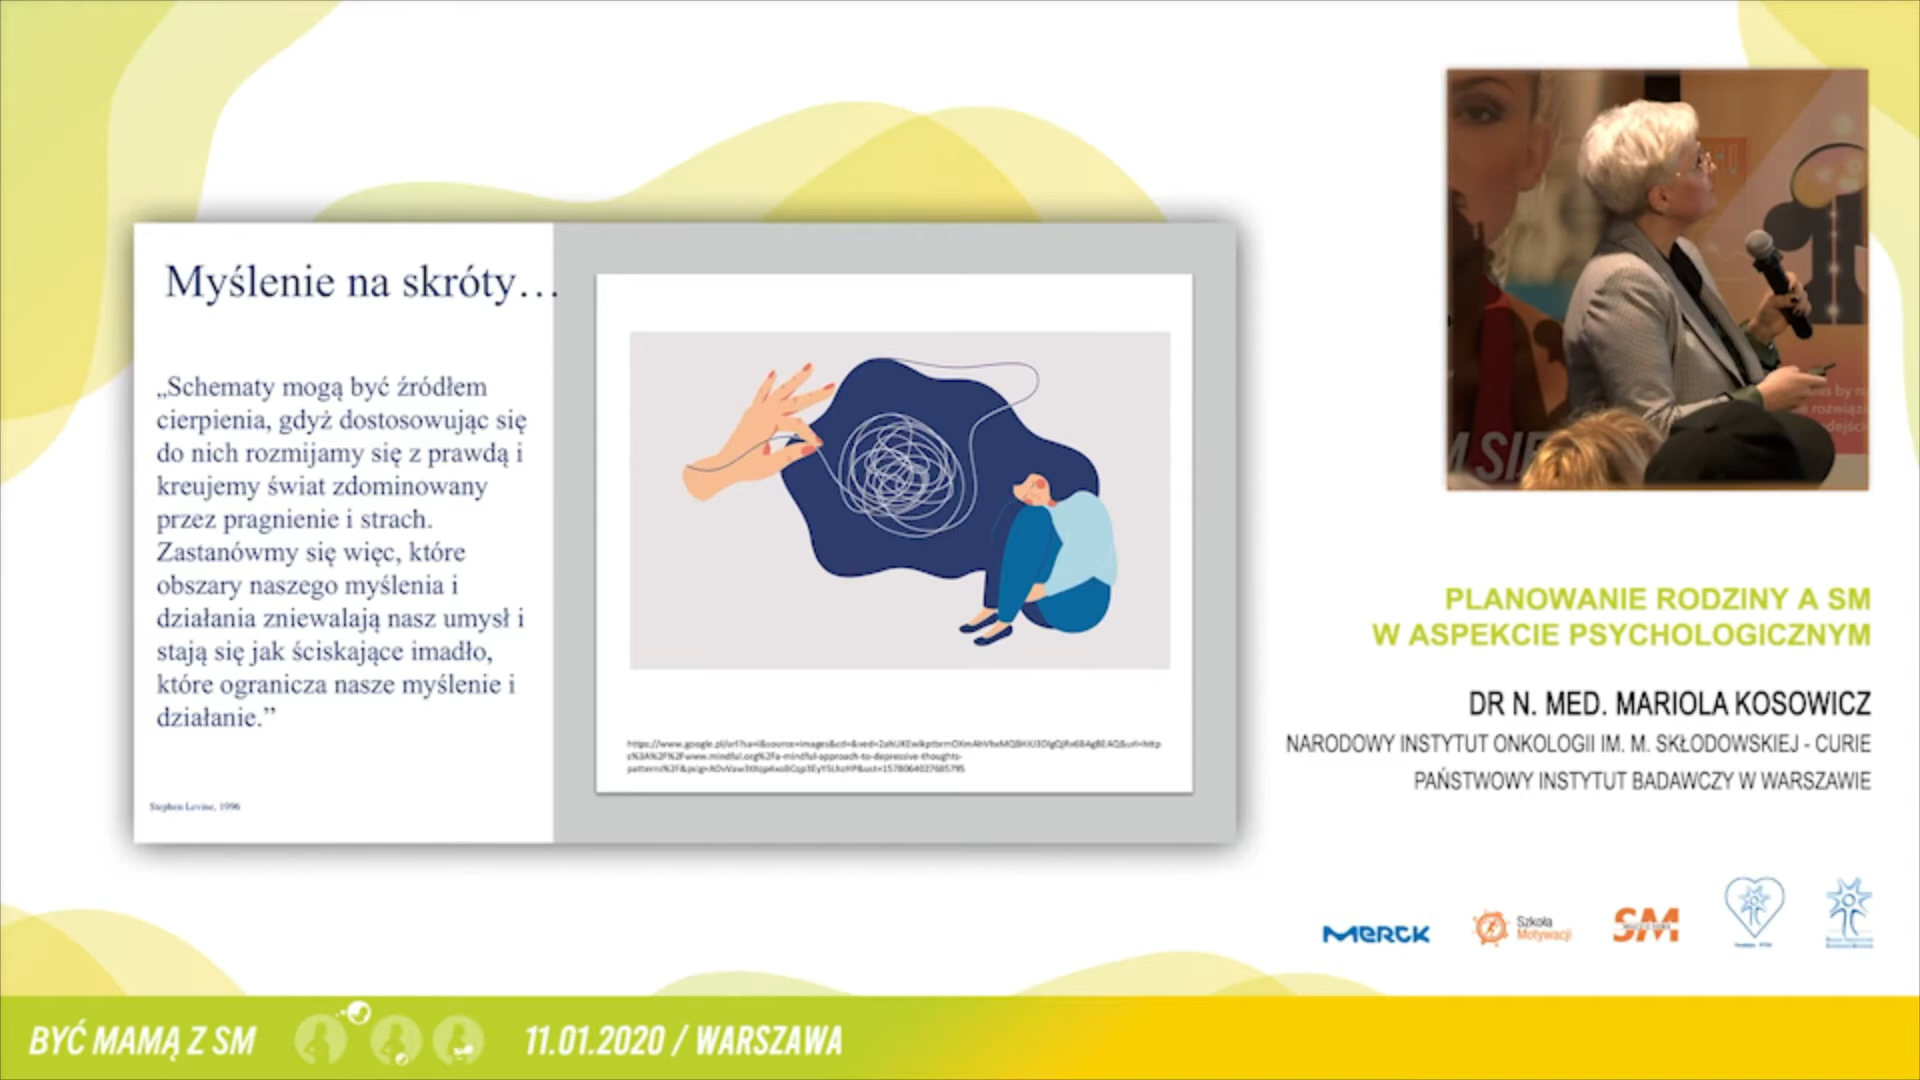 Myślenie na skróty…
„Schematy mogą być źródłem
cierpienia, gdyż dostosowując się
do nich rozmijamy się z prawdą i
kreujemy świat zdominowany
przez pragnienie i strach.
Zastanówmy się więc, które
obszary naszego myślenia i
działania zniewalają nasz umysł i
stają się jak ściskające imadło,
które ogranicza nasze myślenie i
działanie.”
Stephen Levine, 1996
PLANOWANIE RODZINY A SM
W ASPEKCIE PSYCHOLOGICZNYM
DR N. MED. MARIOLA KOSOWICZ
NARODOWY INSTYTUT ONKOLOGII IM. M. SKŁODOWSKIEJ - CURIE
PAŃSTWOWY INSTYTUT BADAWCZY W WARSZAWIE
MERCK
Szkoła
Motywacji
SM
BYĆ MAMĄ Z SM
11.01.2020 / WARSZAWA